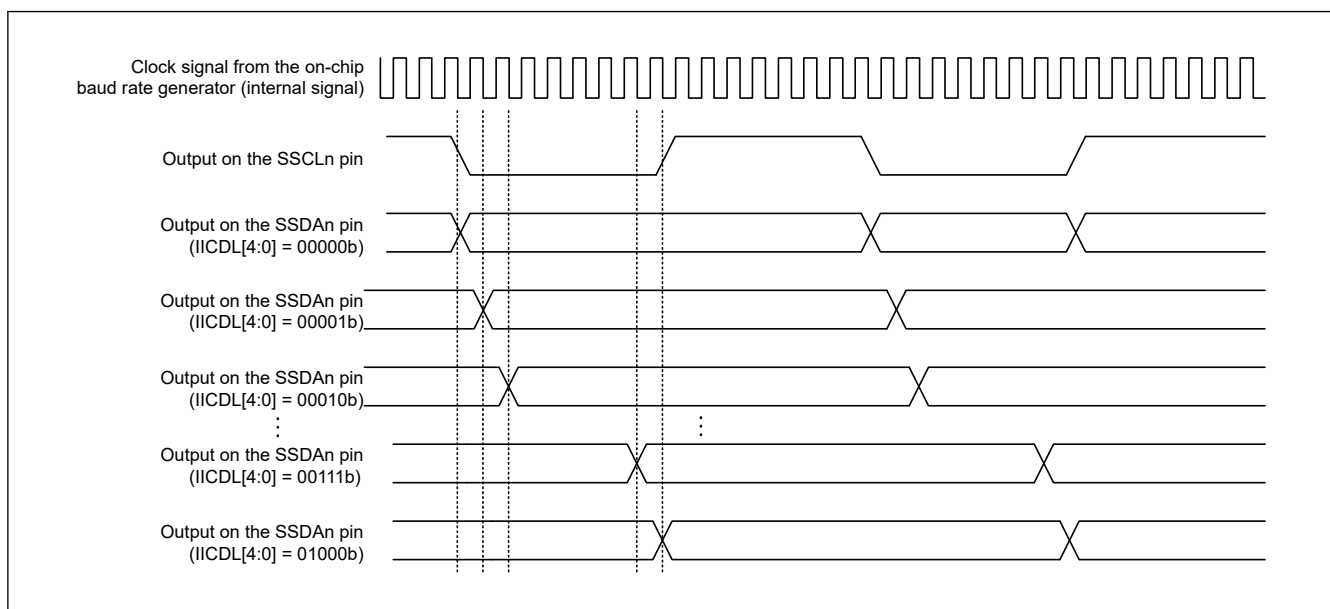 Clock signal from the on-chip
baud rate generator (internal signal)
Output on the SSCLn pin
Output on the SSDAn pin
(IICDL[4:0] = 00000b)
Output on the SSDAn pin
(IICDL[4:0] = 00001b)
Output on the SSDAn pin
(IICDL[4:0] = 00010b)
Output on the SSDAn pin
(IICDL[4:0] = 00111b)
Output on the SSDAn pin
(IICDL[4:0] = 01000b)